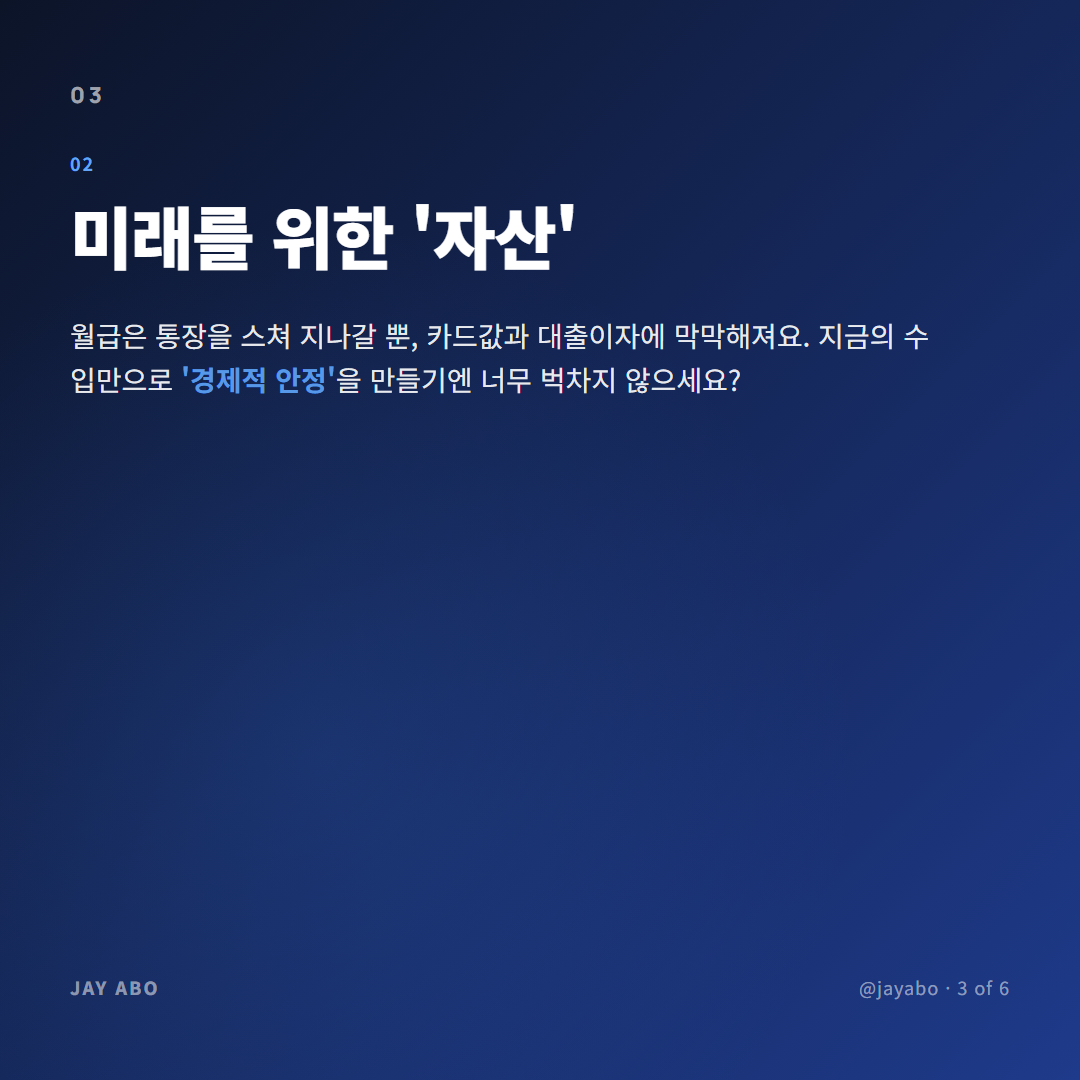 03
02
미래를 위한 '자산'
월급은 통장을 스쳐 지나갈 뿐, 카드값과 대출이자에 막막해져요. 지금의 수
입만으로 '경제적 안정'을 만들기엔 너무 벅차지 않으세요?
JAY ABO
@jayabo · 3 of 6